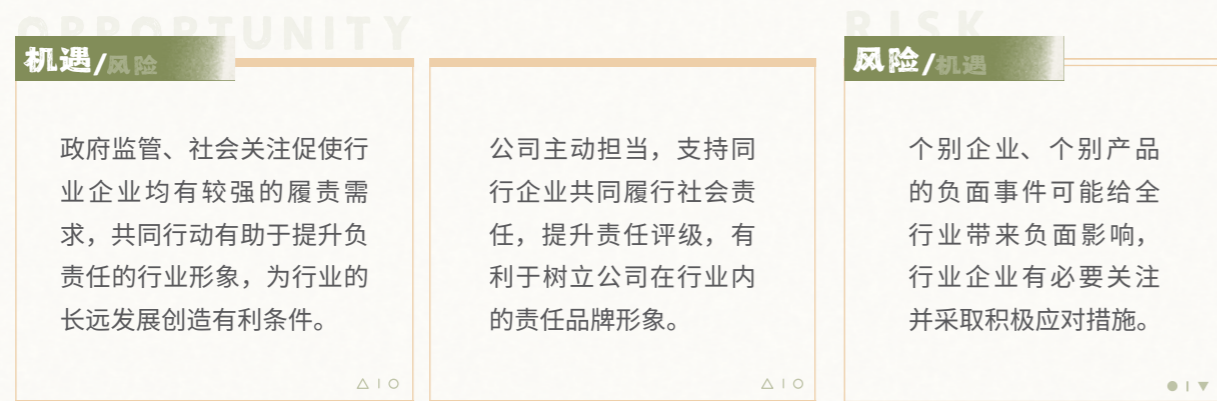 OPPORTUNITY
机遇/风险
政府监管、社会关注促使行
业企业均有较强的履责需
求，共同行动有助于提升负
责任的行业形象，为行业的
长远发展创造有利条件。
公司主动担当，支持同
行企业共同履行社会责
任，提升责任评级，有
利于树立公司在行业内
的责任品牌形象。
RISK
风险/机遇
个别企业、个别产品
的负面事件可能给全
行业带来负面影响，
行业企业有必要关注
并采取积极应对措施。